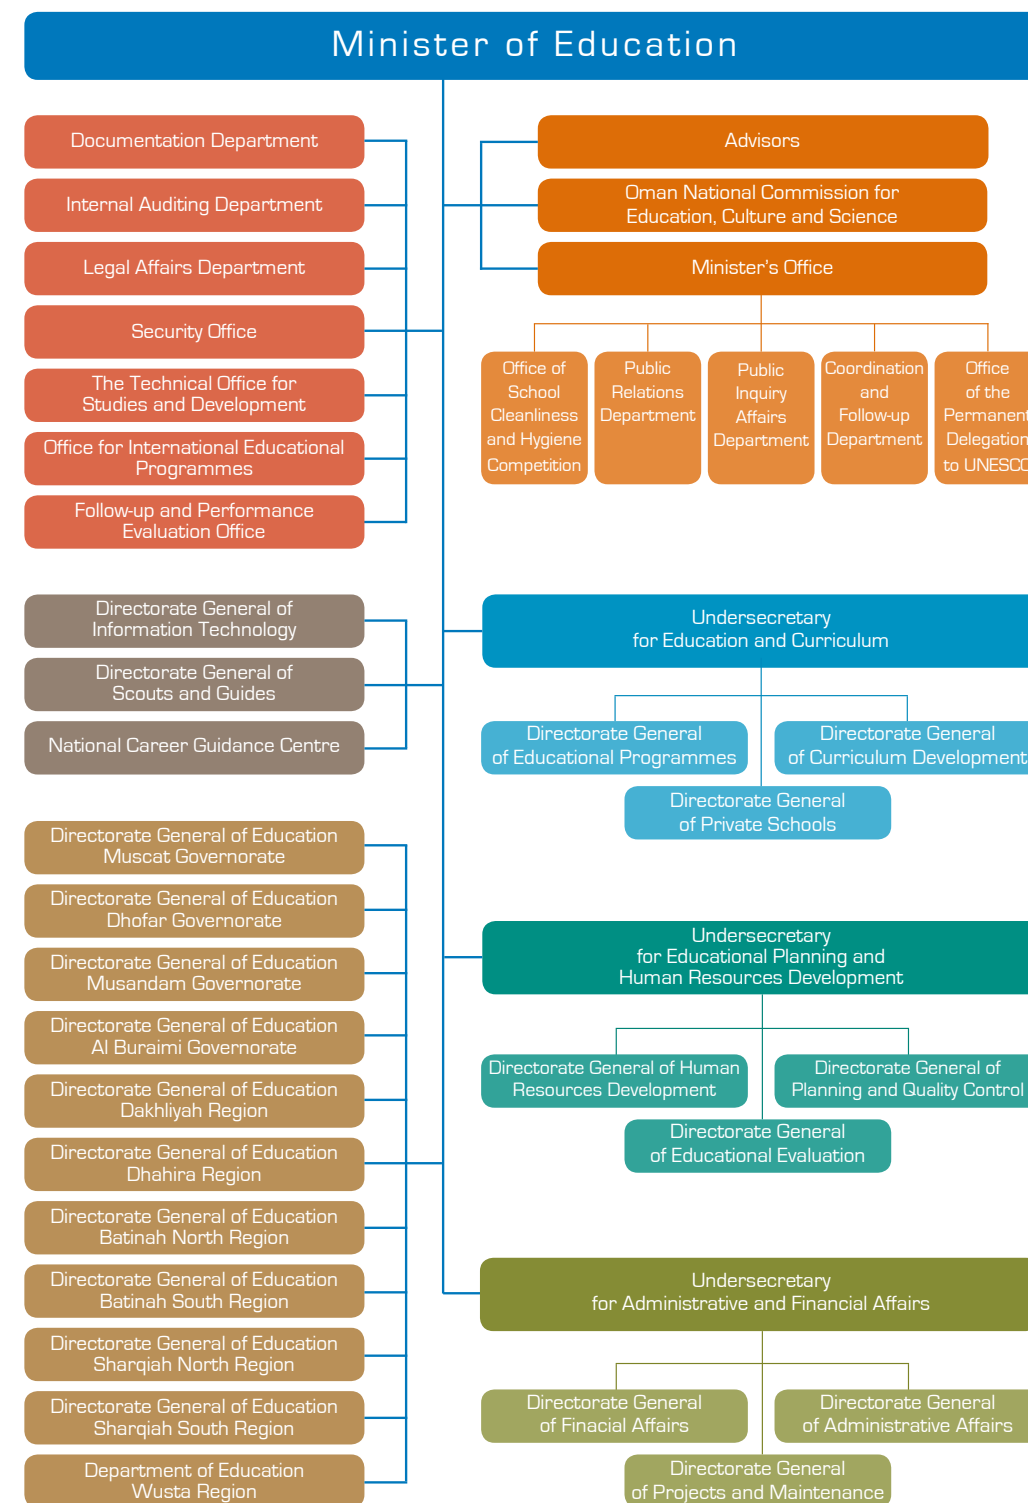 Minister of Education
Documentation Department
Internal Auditing Department
Legal Affairs Department
Security Office
The Technical Office for
Studies and Development
Office for International Educational
Programmes
Follow-up and Performance
Evaluation Office
Advisors
Oman National Commission for
Education, Culture and Science
Minister's Office
Office of
School
Cleanliness
and Hygiene
Competition
Public
Relations
Department
Public
Inquiry
Affairs
Department
Coordination
and
Follow-up
Department
Office
of the
Permanent
Delegation
to UNESCO
Directorate General of
Information Technology
Directorate General of
Scouts and Guides
National Career Guidance Centre
Undersecretary
for Education and Curriculum
Directorate General
of Educational Programmes
Directorate General
of Curriculum Development
Directorate General
of Private Schools
Directorate General of Education
Muscat Governorate
Directorate General of Education
Dhofar Governorate
Directorate General of Education
Musandam Governorate
Directorate General of Education
Al Buraimi Governorate
Directorate General of Education
Dakhliyah Region
Directorate General of Education
Dhahira Region
Directorate General of Education
Batinah North Region
Directorate General of Education
Batinah South Region
Directorate General of Education
Sharqiah North Region
Directorate General of Education
Sharqiah South Region
Department of Education
Wusta Region
Undersecretary
for Educational Planning and
Human Resources Development
Directorate General of Human
Resources Development
Directorate General of
Planning and Quality Control
Directorate General
of Educational Evaluation
Undersecretary
for Administrative and Financial Affairs
Directorate General
of Finacial Affairs
Directorate General
of Administrative Affairs
Directorate General
of Projects and Maintenance